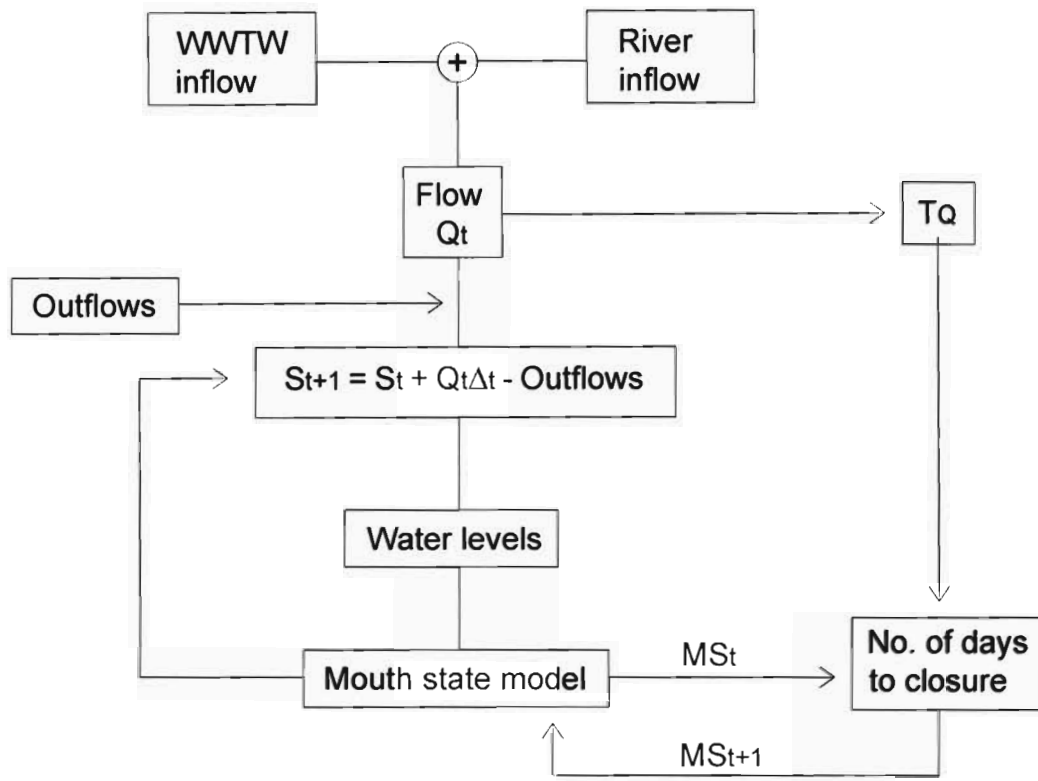 WWTW
inflow
+
River
inflow
Flow
Qt
TQ
Outflows
St+1 = St + QtΔt - Outflows
Water levels
Mouth state model
MSt
No. of days
to closure
MSt+1